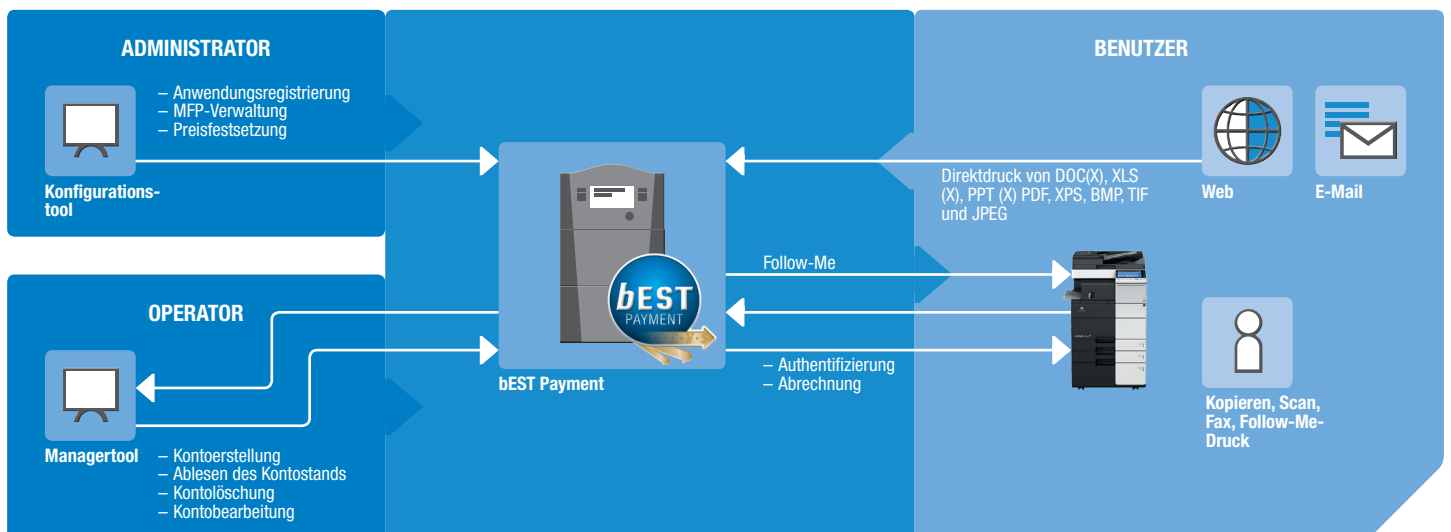 ADMINISTRATOR
– Anwendungsregistrierung
– MFP-Verwaltung
– Preisfestsetzung
Konfigurations-
tool
OPERATOR
Managertool
– Kontoerstellung
– Ablesen des Kontostands
– Kontolöschung
– Kontobearbeitung
bEST
PAYMENT
bEST Payment
Follow-Me
– Authentifizierung
– Abrechnung
BENUTZER
Direktdruck von DOC(X), XLS
(X), PPT (X) PDF, XPS, BMP, TIF
und JPEG
Web
E-Mail
Kopieren, Scan,
Fax, Follow-Me-
Druck